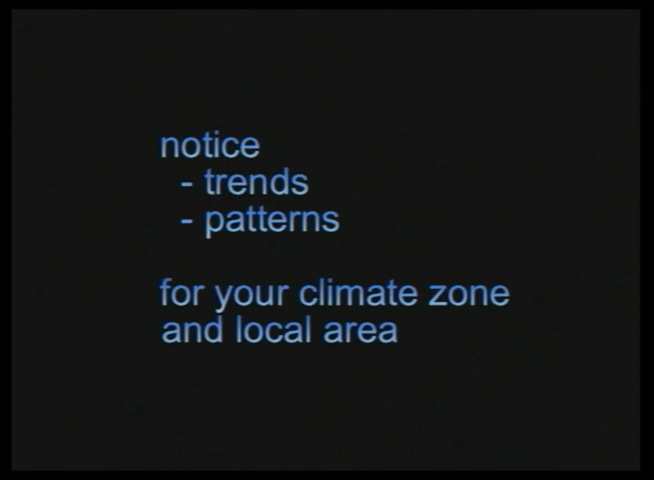 notice
- trends
- patterns
for your climate zone
and local area